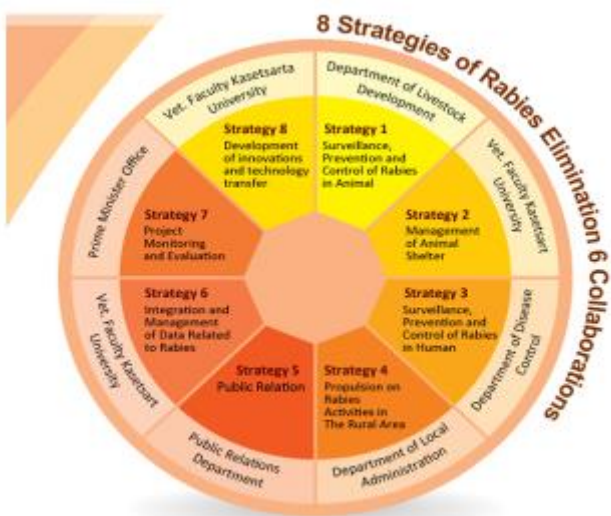 8 Strategies of Rabies Elimination 6 Collaborations
Department of Livestock
Development
Strategy 1
Surveillance,
Prevention and
Control of Rabies
in Animal
Vet. Faculty Kasetsart
University
Strategy 2
Management
of Animal
Shelter
Department of Disease
Control
Strategy 3
Surveillance,
Prevention and
Control of Rabies
in Human
Department of Local
Administration
Strategy 4
Propulsion on
Rabies
Activities in
The Rural Area
Public Relations
Department
Strategy 5
Public Relation
Vet. Faculty Kasetsart
University
Strategy 6
Integration and
Management
of Data Related
to Rabies
Prime Minister Office
Strategy 7
Project
Monitoring
and Evaluation
Vet. Faculty Kasetsarta
University
Strategy 8
Development
of innovations
and technology
transfer